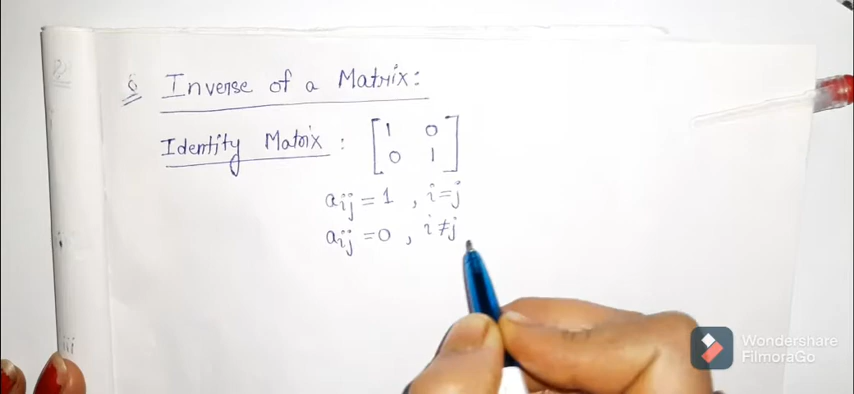 § Inverse of a Matrix:
Identity Matrix : [1 0
0 1]
aij = 1 , i=j
aij =0 , i≠j
Wondershare
FilmoraGo